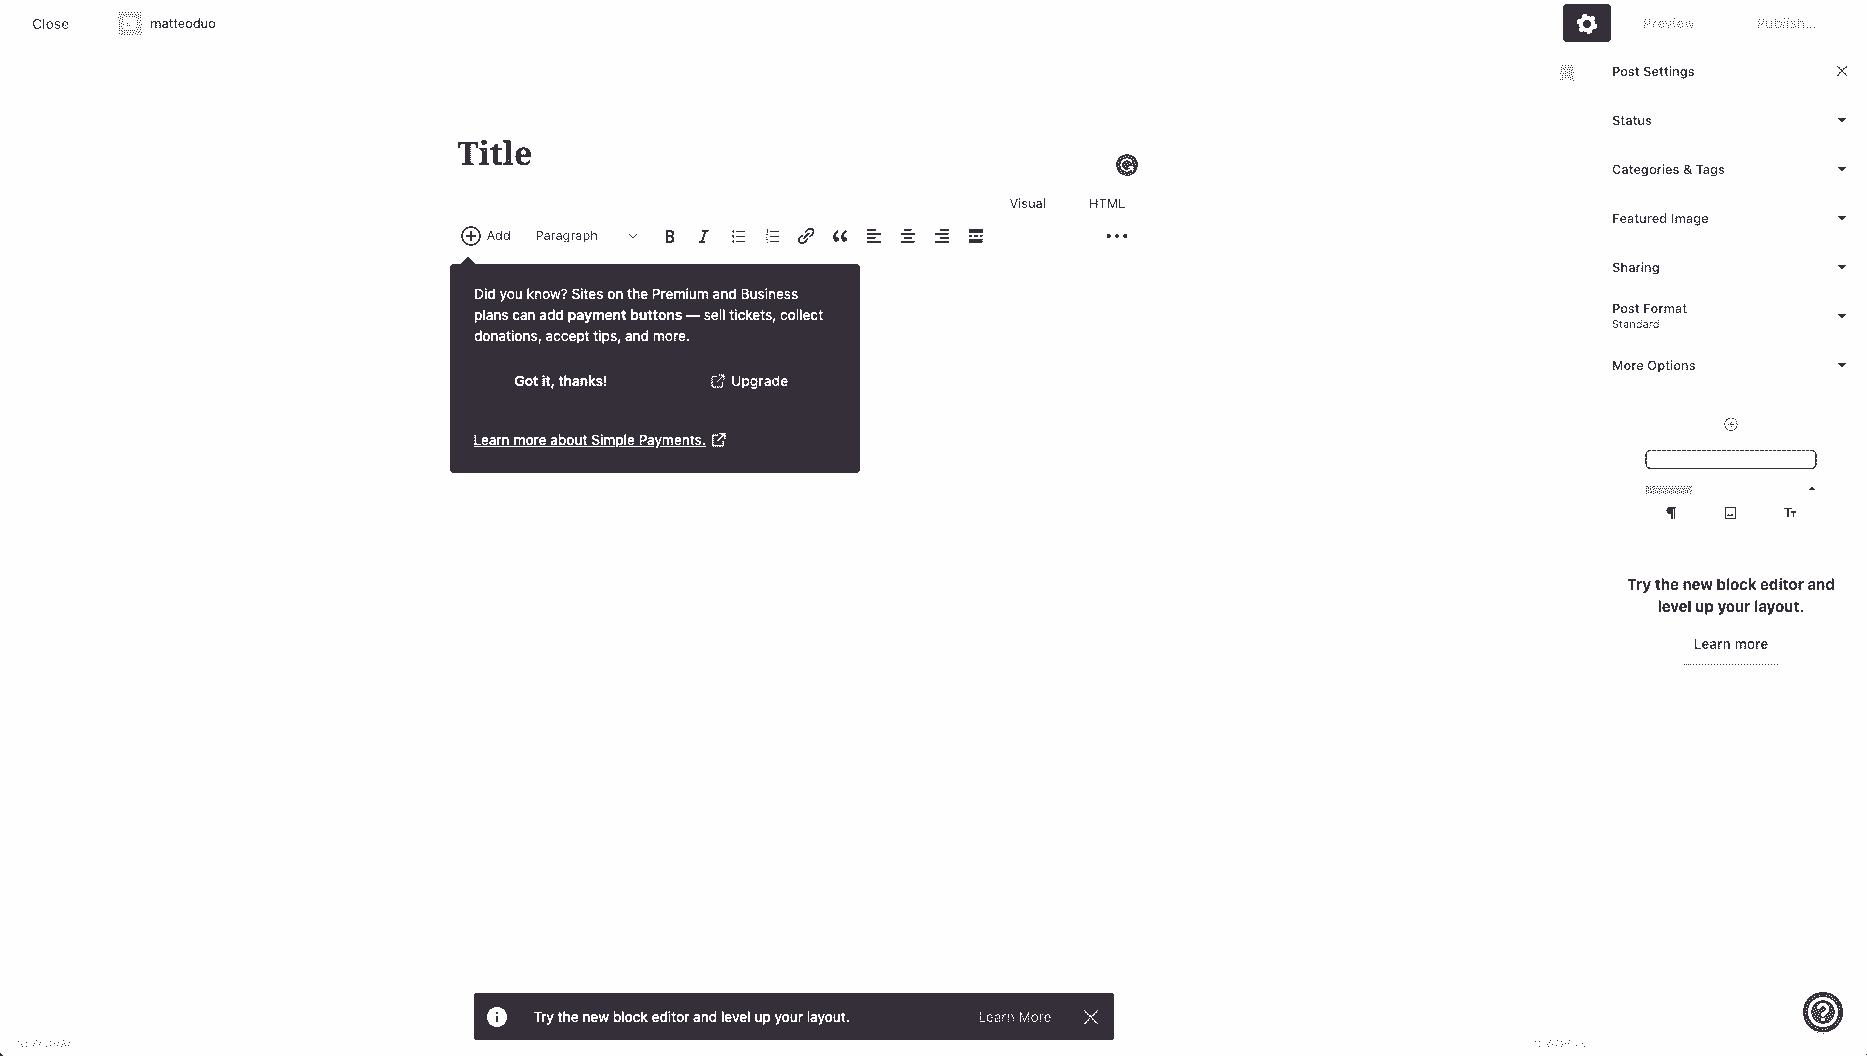 Close
matteoduo
Preview
Publish...
Post Settings
Status
Categories & Tags
Featured Image
Sharing
Post Format
Standard
More Options
Title
Visual
HTML
Add
Paragraph
B
I
Did you know? Sites on the Premium and Business
plans can add payment buttons — sell tickets, collect
donations, accept tips, and more.
Got it, thanks!
Upgrade
Learn more about Simple Payments.
Tт
Try the new block editor and
level up your layout.
Learn more
Try the new block editor and level up your layout.
Learn More